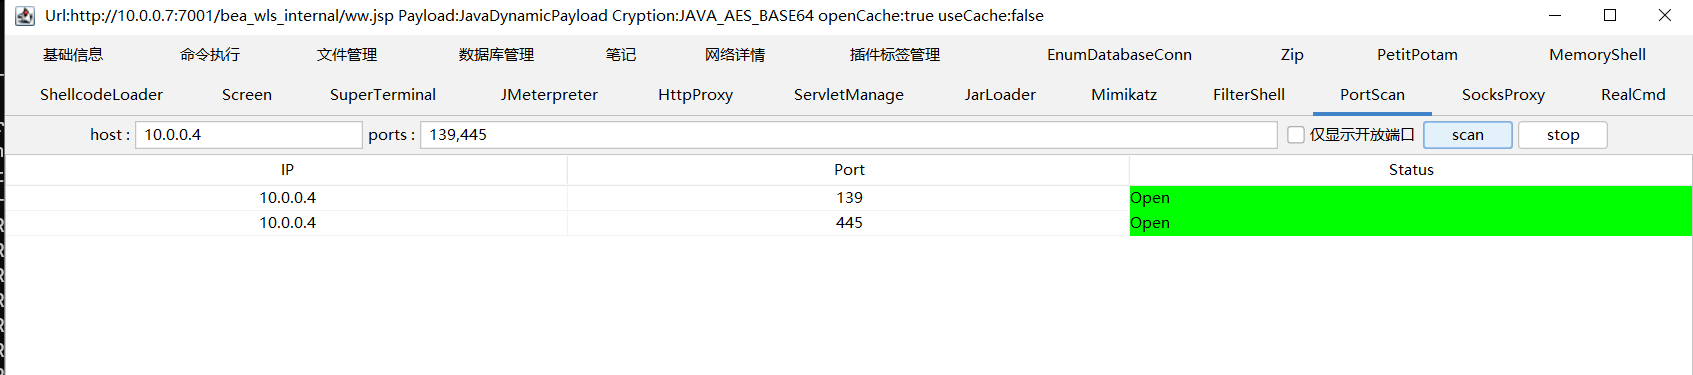 Url:http://10.0.0.7:7001/bea_wls_internal/ww.jsp Payload:JavaDynamicPayload Cryption:JAVA_AES_BASE64 openCache:true useCache:false
基础信息 命令执行 文件管理 数据库管理 笔记 网络详情 插件标签管理 EnumDatabaseConn Zip PetitPotam MemoryShell
ShellcodeLoader Screen SuperTerminal JMeterpreter HttpProxy ServletManage JarLoader Mimikatz FilterShell PortScan SocksProxy RealCmd
host : 10.0.0.4 ports : 139,445 仅显示开放端口 scan stop
IP Port Status
10.0.0.4 139 Open
10.0.0.4 445 Open